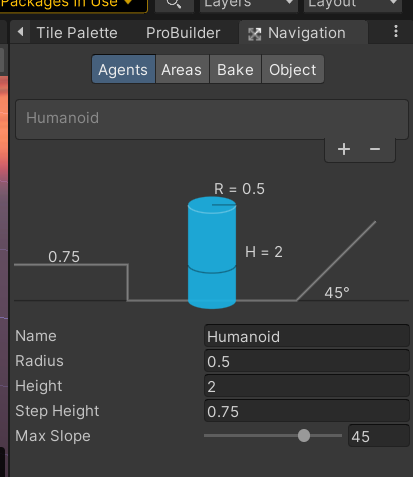 Packages in Use
Layers
Layout
Tile Palette
ProBuilder
Navigation
Agents
Areas
Bake
Object
Humanoid
+ −
R = 0.5
0.75
H = 2
45°
Name Humanoid
Radius 0.5
Height 2
Step Height 0.75
Max Slope 45